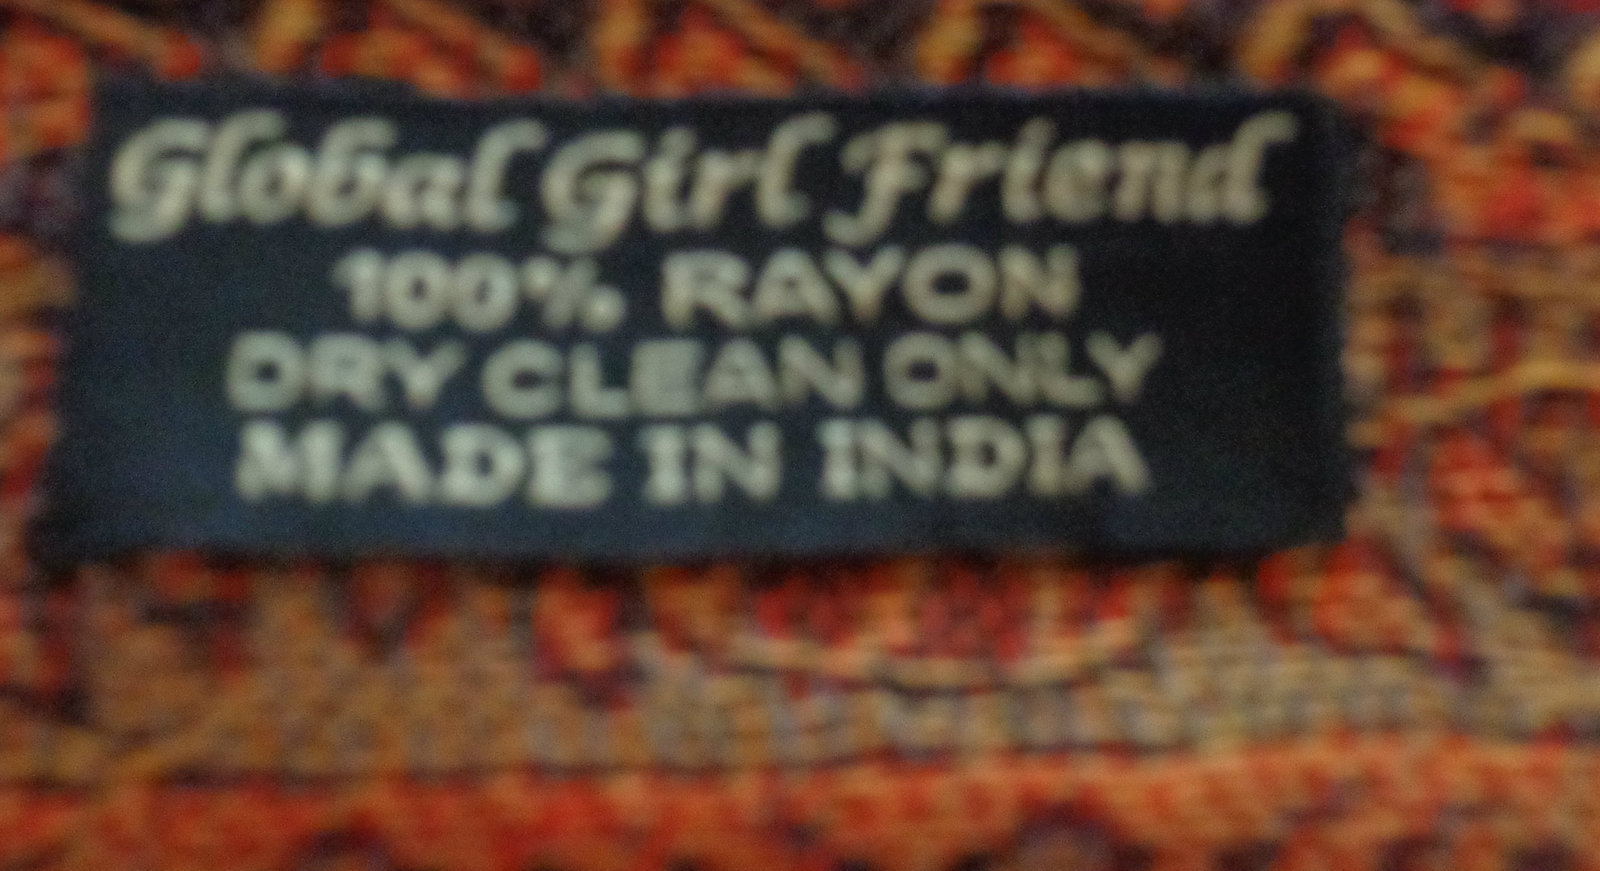 Global Girl Friend
100% RAYON
DRY CLEAN ONLY
MADE IN INDIA